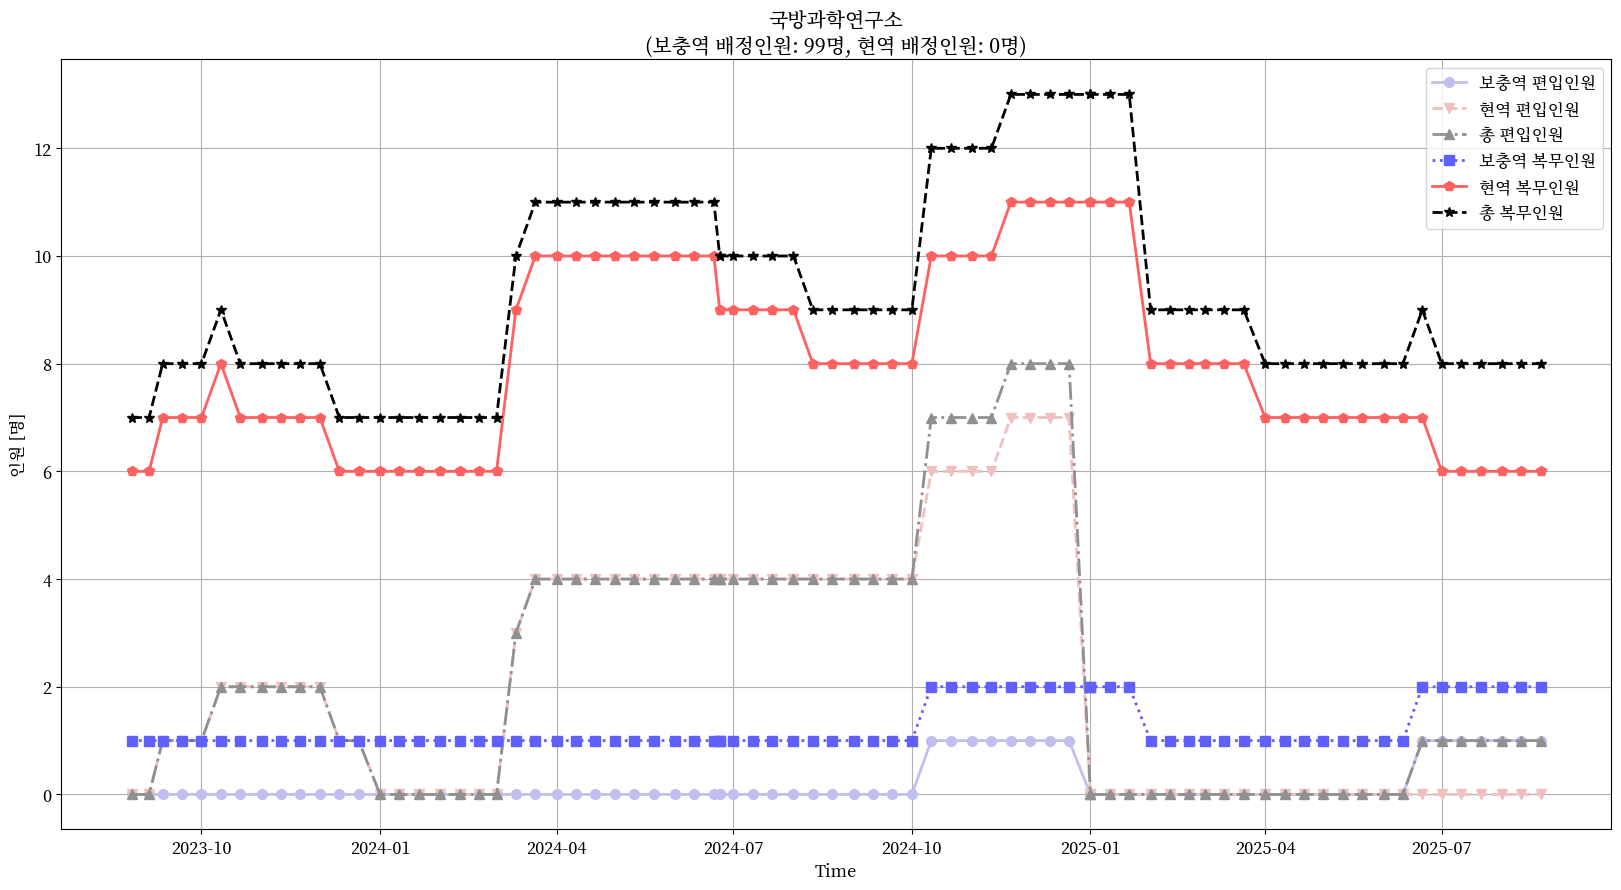 국방과학연구소
(보충역 배정인원: 99명, 현역 배정인원: 0명)
보충역 편입인원
현역 편입인원
총 편입인원
보충역 복무인원
현역 복무인원
총 복무인원
인원 [명]
12
10
8
6
4
2
0
2023-10
2024-01
2024-04
2024-07
2024-10
2025-01
2025-04
2025-07
Time